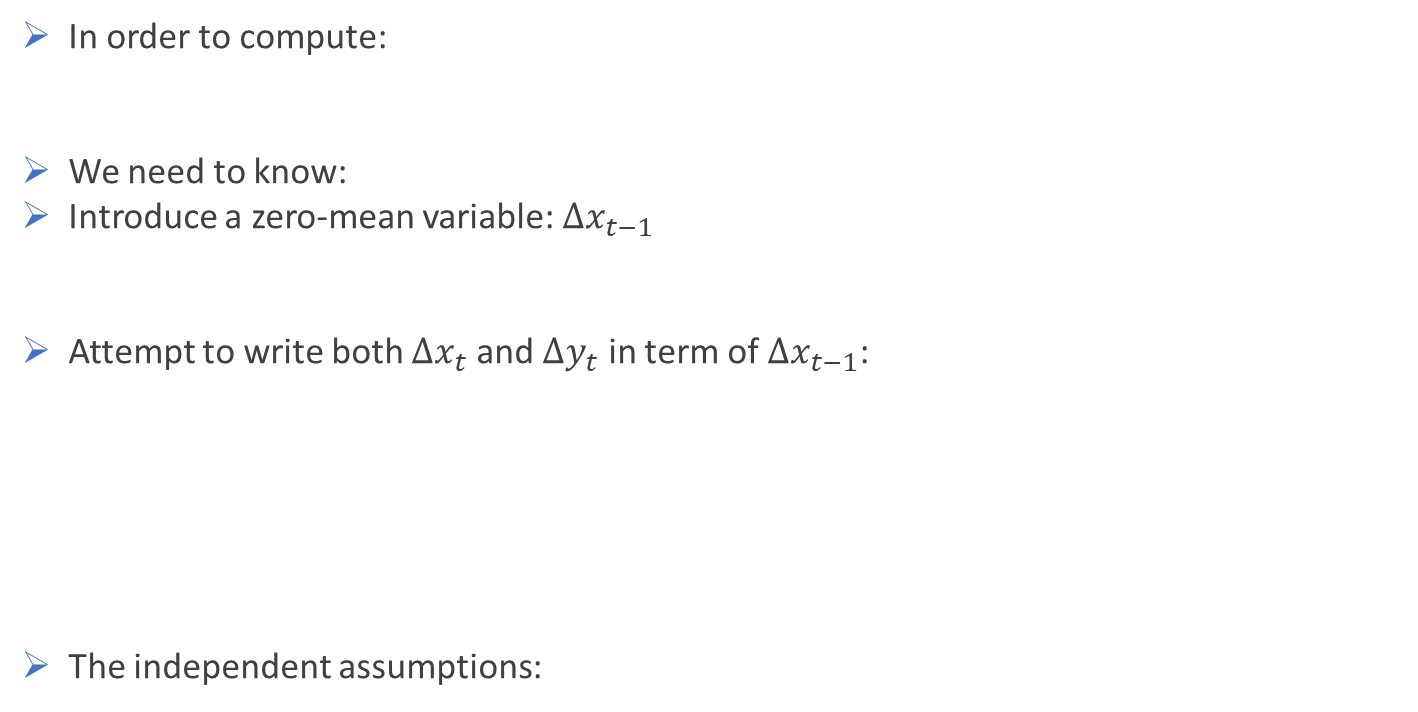 ➢ In order to compute:
➢ We need to know:
➢ Introduce a zero-mean variable: Δx_{t−1}
➢ Attempt to write both Δx_t and Δy_t in term of Δx_{t−1}:
➢ The independent assumptions: